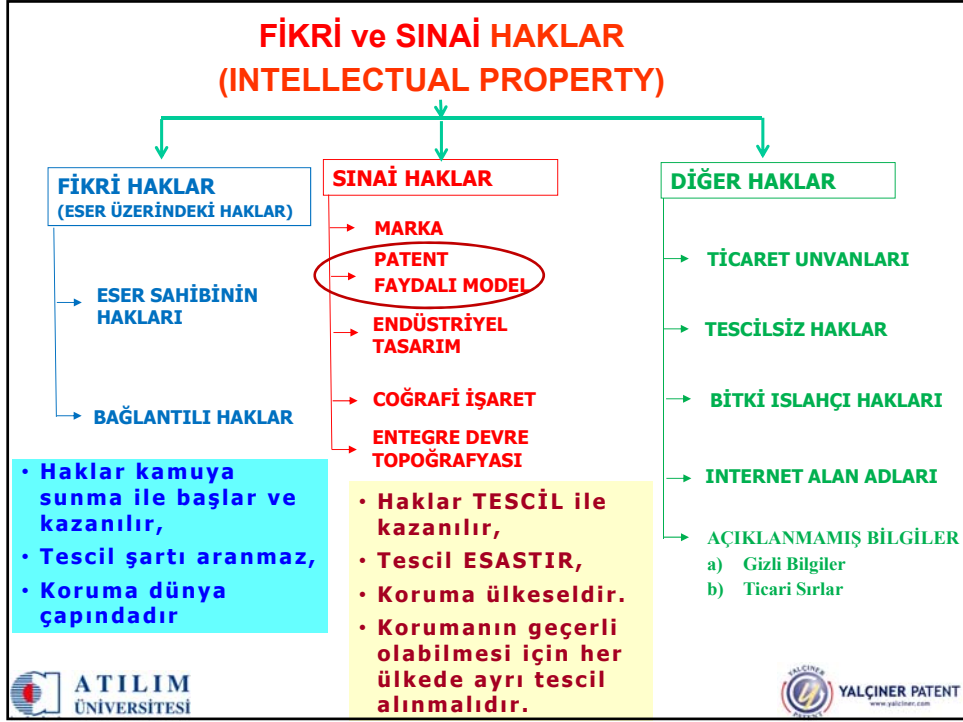 FİKRİ ve SINAİ HAKLAR
(INTELLECTUAL PROPERTY)
FİKRİ HAKLAR
(ESER ÜZERİNDEKİ HAKLAR)
ESER SAHİBİNİN
HAKLARI
BAĞLANTILI HAKLAR
• Haklar kamuya
sunma ile başlar ve
kazanılır,
• Tescil şartı aranmaz,
• Koruma dünya
çapındadır
SINAİ HAKLAR
MARKA
PATENT
FAYDALI MODEL
ENDÜSTRİYEL
TASARIM
COĞRAFİ İŞARET
ENTEGRE DEVRE
TOPOĞRAFYASI
• Haklar TESCİL ile
kazanılır,
• Tescil ESASTIR,
• Koruma ülkeseldir.
• Korumanın geçerli
olabilmesi için her
ülkede ayrı tescil
alınmalıdır.
DİĞER HAKLAR
TİCARET UNVANLARI
TESCİLSİZ HAKLAR
BİTKİ ISLAHÇI HAKLARI
INTERNET ALAN ADLARI
AÇIKLANMAMIŞ BİLGİLER
a) Gizli Bilgiler
b) Ticari Sırlar
ATILIM
ÜNİVERSİTESİ
YALÇINER
PATENT
YALÇINER PATENT
www.yalciner.com